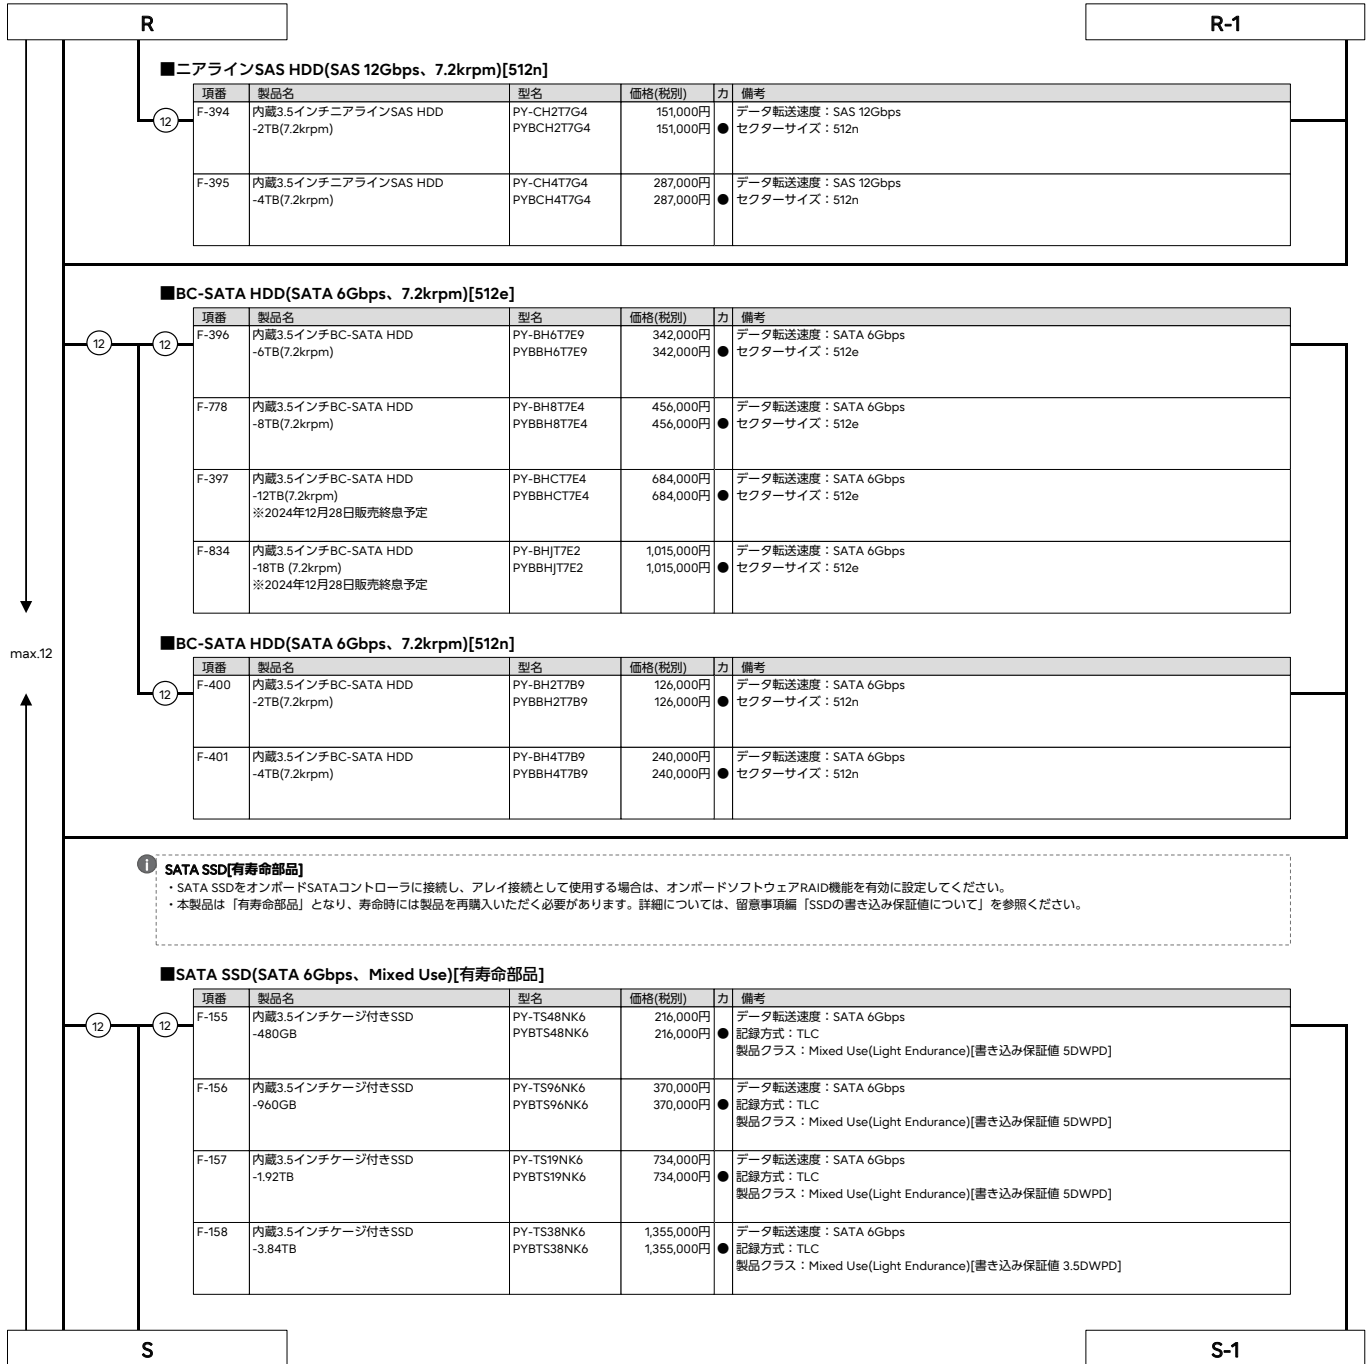 R
R-1
■ニアラインSAS HDD(SAS 12Gbps、7.2krpm)[512n]
項番 製品名 型名 価格(税別) カ 備考
12 F-394 内蔵3.5インチニアラインSAS HDD PY-CH2T7G4 151,000円 データ転送速度：SAS 12Gbps
-2TB(7.2krpm) PYBCH2T7G4 151,000円 ● セクターサイズ：512n
F-395 内蔵3.5インチニアラインSAS HDD PY-CH4T7G4 287,000円 データ転送速度：SAS 12Gbps
-4TB(7.2krpm) PYBCH4T7G4 287,000円 ● セクターサイズ：512n
■BC-SATA HDD(SATA 6Gbps、7.2krpm)[512e]
項番 製品名 型名 価格(税別) カ 備考
12 12 F-396 内蔵3.5インチBC-SATA HDD PY-BH6T7E9 342,000円 データ転送速度：SATA 6Gbps
-6TB(7.2krpm) PYBBH6T7E9 342,000円 ● セクターサイズ：512e
F-778 内蔵3.5インチBC-SATA HDD PY-BH8T7E4 456,000円 データ転送速度：SATA 6Gbps
-8TB(7.2krpm) PYBBH8T7E4 456,000円 ● セクターサイズ：512e
F-397 内蔵3.5インチBC-SATA HDD PY-BHCT7E4 684,000円 データ転送速度：SATA 6Gbps
-12TB(7.2krpm) PYBBHCT7E4 684,000円 ● セクターサイズ：512e
※2024年12月28日販売終息予定
F-834 内蔵3.5インチBC-SATA HDD PY-BHJT7E2 1,015,000円 データ転送速度：SATA 6Gbps
-18TB (7.2krpm) PYBBHJT7E2 1,015,000円 ● セクターサイズ：512e
※2024年12月28日販売終息予定
max.12
■BC-SATA HDD(SATA 6Gbps、7.2krpm)[512n]
項番 製品名 型名 価格(税別) カ 備考
12 F-400 内蔵3.5インチBC-SATA HDD PY-BH2T7B9 126,000円 データ転送速度：SATA 6Gbps
-2TB(7.2krpm) PYBBH2T7B9 126,000円 ● セクターサイズ：512n
F-401 内蔵3.5インチBC-SATA HDD PY-BH4T7B9 240,000円 データ転送速度：SATA 6Gbps
-4TB(7.2krpm) PYBBH4T7B9 240,000円 ● セクターサイズ：512n
i SATA SSD[有寿命部品]
・SATA SSDをオンボードSATAコントローラに接続し、アレイ接続として使用する場合は、オンボードソフトウェアRAID機能を有効に設定してください。
・本製品は「有寿命部品」となり、寿命時には製品を再購入いただく必要があります。詳細については、留意事項編「SSDの書き込み保証値について」を参照ください。
■SATA SSD(SATA 6Gbps、Mixed Use)[有寿命部品]
項番 製品名 型名 価格(税別) カ 備考
12 12 F-155 内蔵3.5インチケージ付きSSD PY-TS48NK6 216,000円 データ転送速度：SATA 6Gbps
-480GB PYBTS48NK6 216,000円 ● 記録方式：TLC
製品クラス：Mixed Use(Light Endurance)[書き込み保証値 5DWPD]
F-156 内蔵3.5インチケージ付きSSD PY-TS96NK6 370,000円 データ転送速度：SATA 6Gbps
-960GB PYBTS96NK6 370,000円 ● 記録方式：TLC
製品クラス：Mixed Use(Light Endurance)[書き込み保証値 5DWPD]
F-157 内蔵3.5インチケージ付きSSD PY-TS19NK6 734,000円 データ転送速度：SATA 6Gbps
-1.92TB PYBTS19NK6 734,000円 ● 記録方式：TLC
製品クラス：Mixed Use(Light Endurance)[書き込み保証値 5DWPD]
F-158 内蔵3.5インチケージ付きSSD PY-TS38NK6 1,355,000円 データ転送速度：SATA 6Gbps
-3.84TB PYBTS38NK6 1,355,000円 ● 記録方式：TLC
製品クラス：Mixed Use(Light Endurance)[書き込み保証値 3.5DWPD]
S
S-1